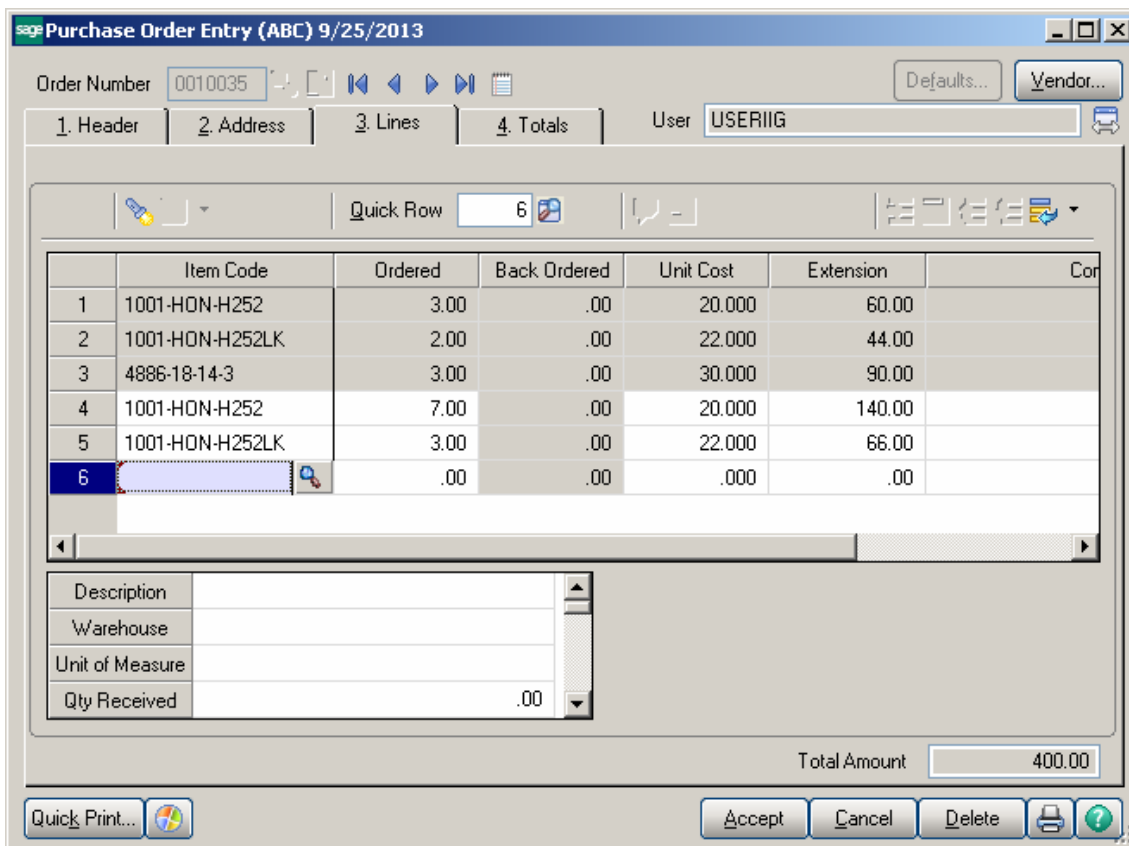 sage Purchase Order Entry (ABC) 9/25/2013
Order Number 0010035 Defaults... Vendor...
1. Header 2. Address 3. Lines 4. Totals User USERIIG
Quick Row 6
Item Code Ordered Back Ordered Unit Cost Extension Cor
1 1001-HON-H252 3.00 .00 20.000 60.00
2 1001-HON-H252LK 2.00 .00 22.000 44.00
3 4886-18-14-3 3.00 .00 30.000 90.00
4 1001-HON-H252 7.00 .00 20.000 140.00
5 1001-HON-H252LK 3.00 .00 22.000 66.00
6 .00 .00 .000 .00
Description
Warehouse
Unit of Measure
Qty Received .00
Total Amount 400.00
Quick Print... Accept Cancel Delete